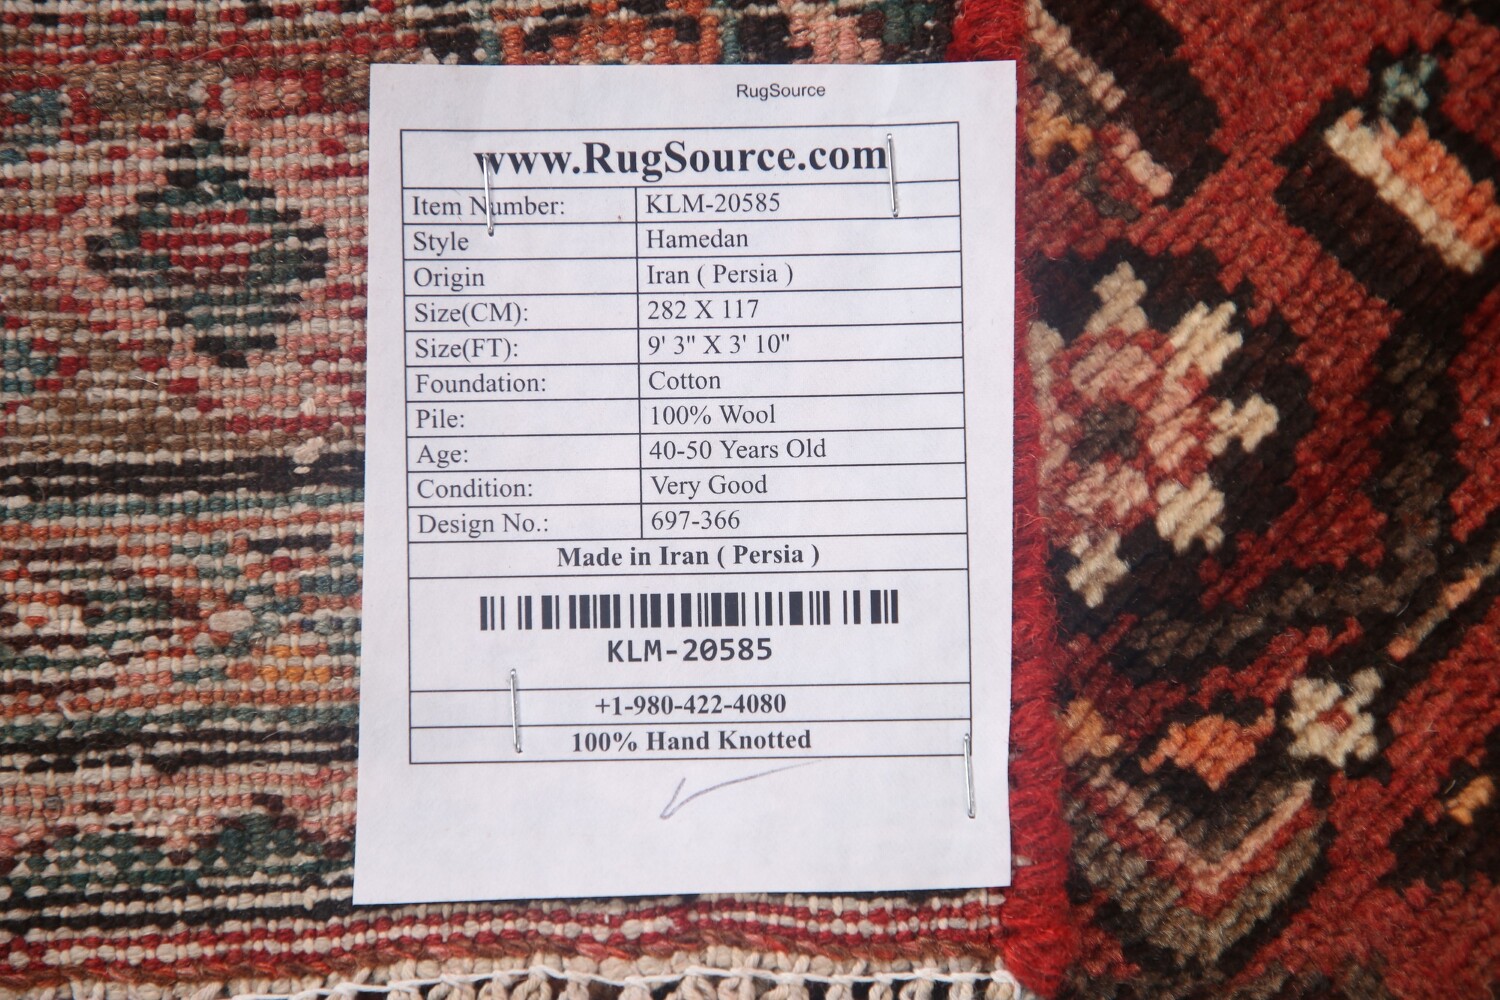 RugSource
www.RugSource.com
Item Number: KLM-20585
Style Hamedan
Origin Iran ( Persia )
Size(CM): 282 X 117
Size(FT): 9' 3" X 3' 10"
Foundation: Cotton
Pile: 100% Wool
Age: 40-50 Years Old
Condition: Very Good
Design No.: 697-366
Made in Iran ( Persia )
KLM-20585
+1-980-422-4080
100% Hand Knotted